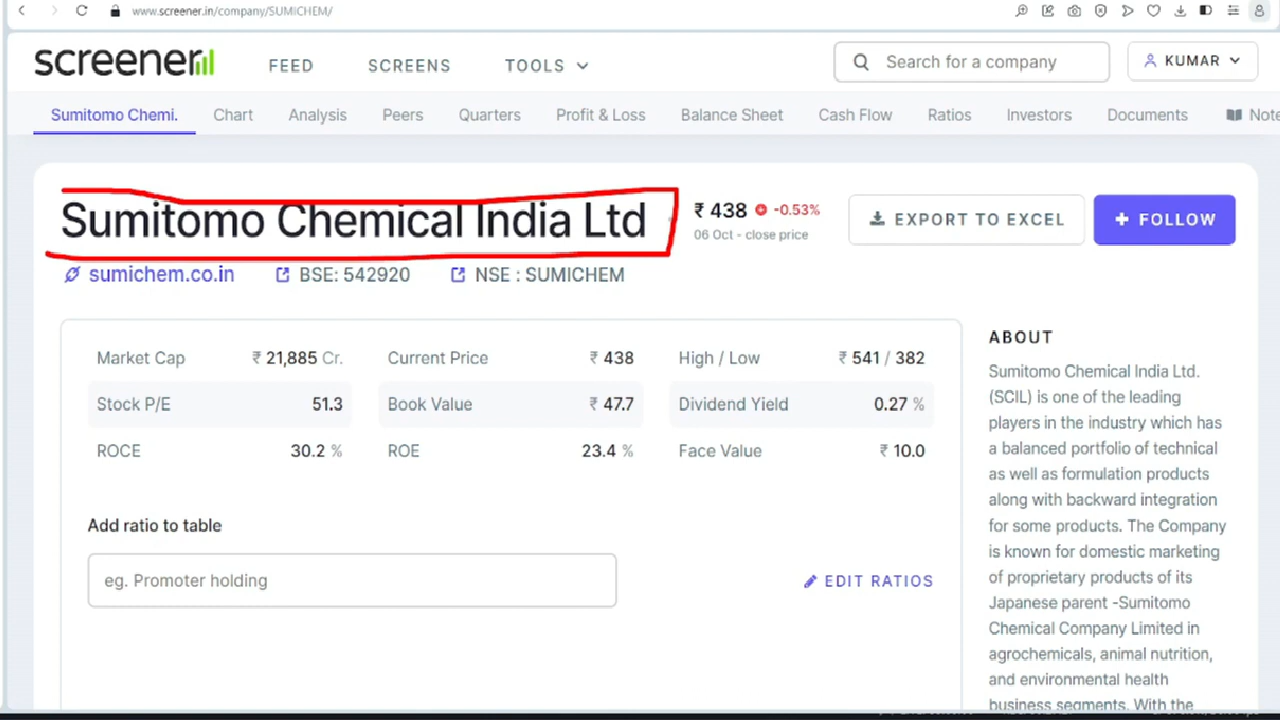 www.screener.in/company/SUMICHEM/
screener
FEED SCREENS TOOLS
Search for a company
KUMAR
Sumitomo Chemi. Chart Analysis Peers Quarters Profit & Loss Balance Sheet Cash Flow Ratios Investors Documents Note
Sumitomo Chemical India Ltd
₹ 438 -0.53%
06 Oct - close price
EXPORT TO EXCEL
+ FOLLOW
sumichem.co.in BSE: 542920 NSE : SUMICHEM
Market Cap ₹ 21,885 Cr. Current Price ₹ 438 High / Low ₹ 541 / 382
Stock P/E 51.3 Book Value ₹ 47.7 Dividend Yield 0.27 %
ROCE 30.2 % ROE 23.4 % Face Value ₹ 10.0
Add ratio to table
eg. Promoter holding
EDIT RATIOS
ABOUT
Sumitomo Chemical India Ltd.
(SCIL) is one of the leading
players in the industry which has
a balanced portfolio of technical
as well as formulation products
along with backward integration
for some products. The Company
is known for domestic marketing
of proprietary products of its
Japanese parent -Sumitomo
Chemical Company Limited in
agrochemicals, animal nutrition,
and environmental health
business segments. With the